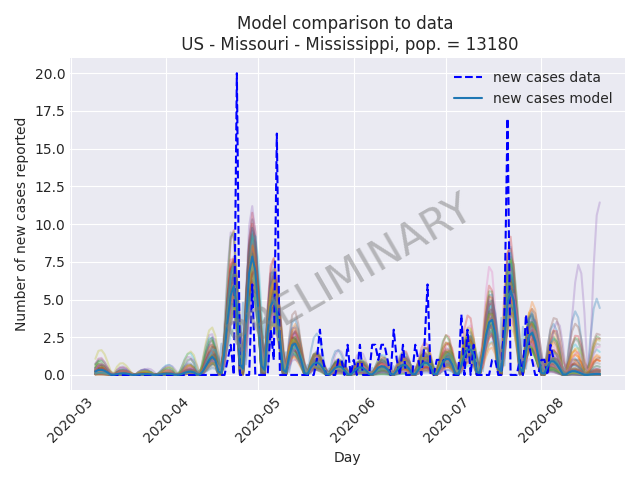 Model comparison to data
US - Missouri - Mississippi, pop. = 13180
new cases data
new cases model
PRELIMINARY
Number of new cases reported
20.0
17.5
15.0
12.5
10.0
7.5
5.0
2.5
0.0
2020-03
2020-04
2020-05
2020-06
2020-07
2020-08
Day